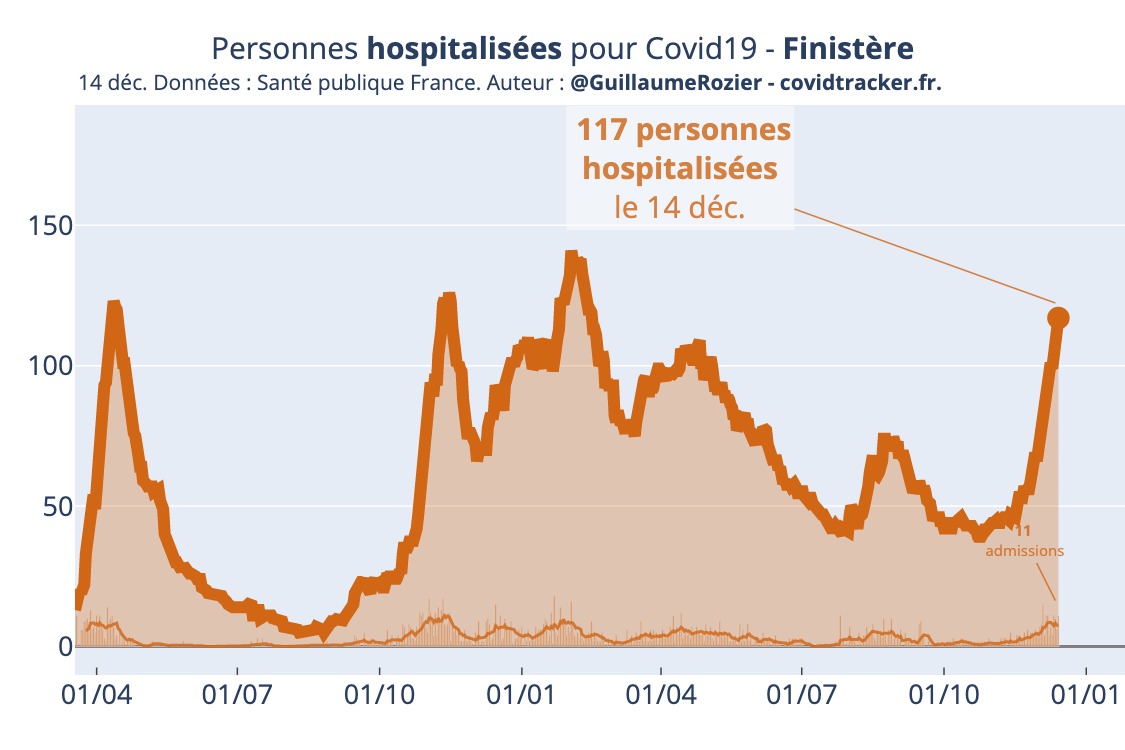 Personnes hospitalisées pour Covid19 - Finistère
14 déc. Données : Santé publique France. Auteur : @GuillaumeRozier - covidtracker.fr.
117 personnes
hospitalisées
le 14 déc.
150
100
50
0
11
admissions
01/04 01/07 01/10 01/01 01/04 01/07 01/10 01/01